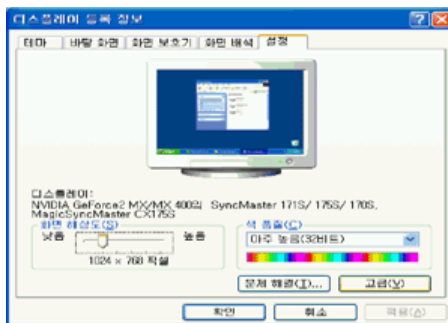 디스플레이 등록 정보
테마 바탕 화면 화면 보호기 화면 배색 설정
디스플레이:
NVIDIA GeForce2 MX/MX 400의 SyncMaster 171S/ 175S/ 170S,
MagicSyncMaster CX175S
화면 해상도(S) 색 품질(C)
낮음 높음 아주 높음(32비트)
1024 × 768 픽셀
문제 해결(T)... 고급(V)
확인 취소 적용(A)